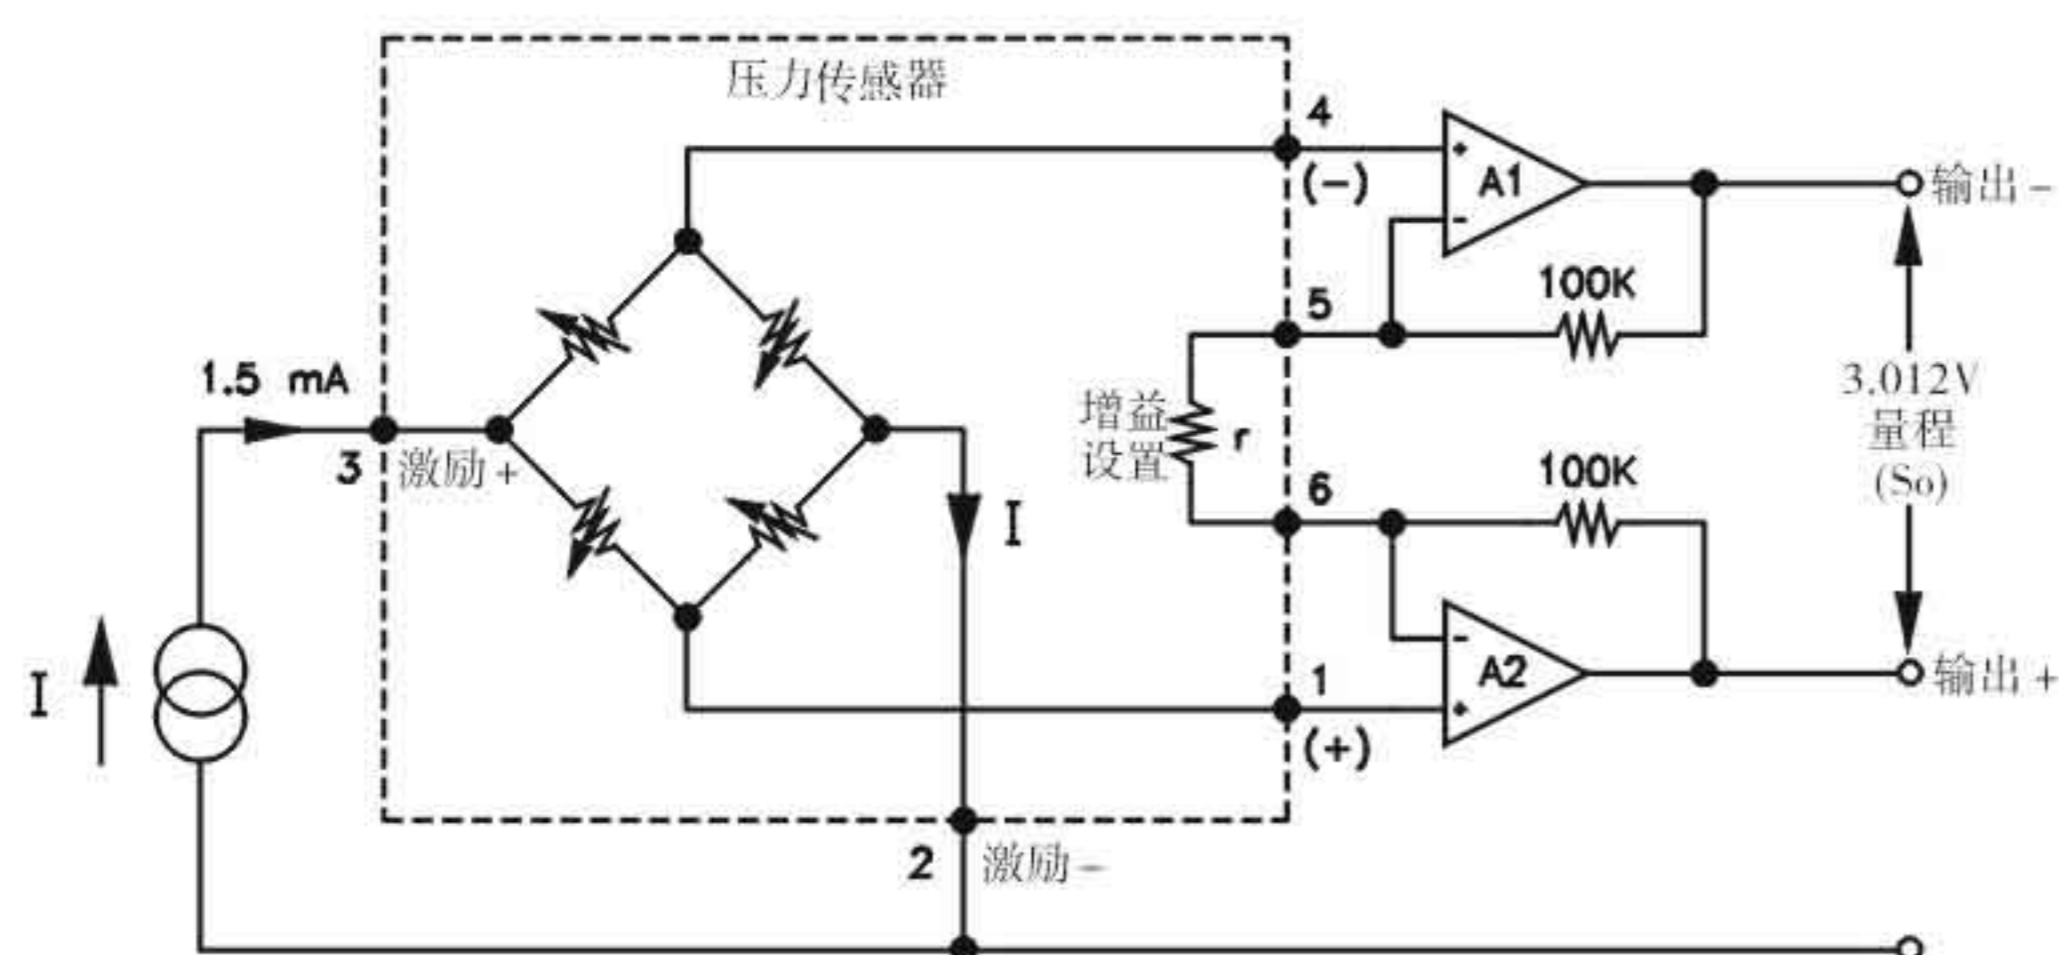 压力传感器
4
(-)
+
A1
-
输出-
5
100K
1.5 mA
3
激励+
增益
设置
r
3.012V
量程
(So)
6
100K
I
I
-
A2
+
1
(+)
输出+
2
激励-